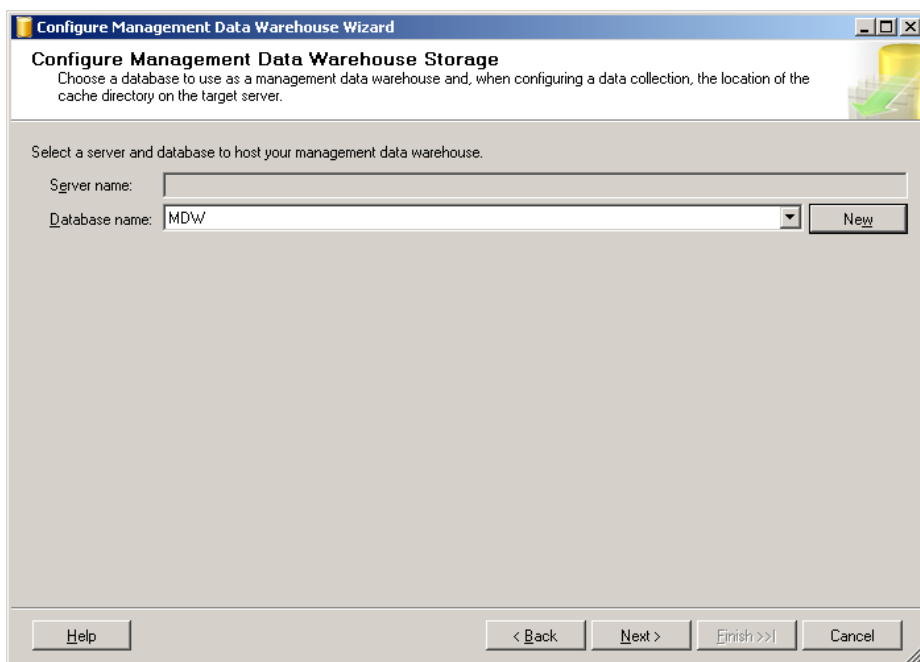 Configure Management Data Warehouse Wizard
Configure Management Data Warehouse Storage
Choose a database to use as a management data warehouse and, when configuring a data collection, the location of the
cache directory on the target server.
Select a server and database to host your management data warehouse.
Server name:
Database name: MDW New
Help < Back Next > Finish >>| Cancel